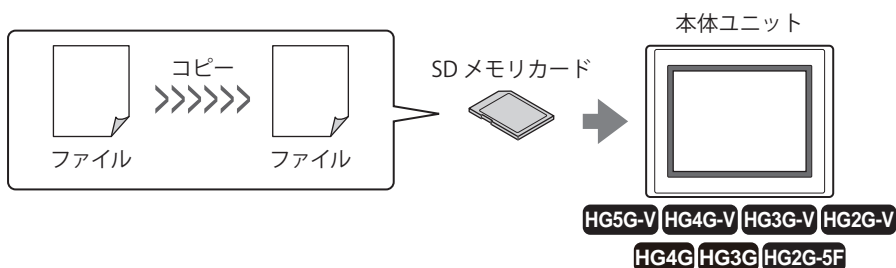 本体ユニット
コピー
SD メモリカード
ファイル ファイル
HG5G-V HG4G-V HG3G-V HG2G-V
HG4G HG3G HG2G-5F